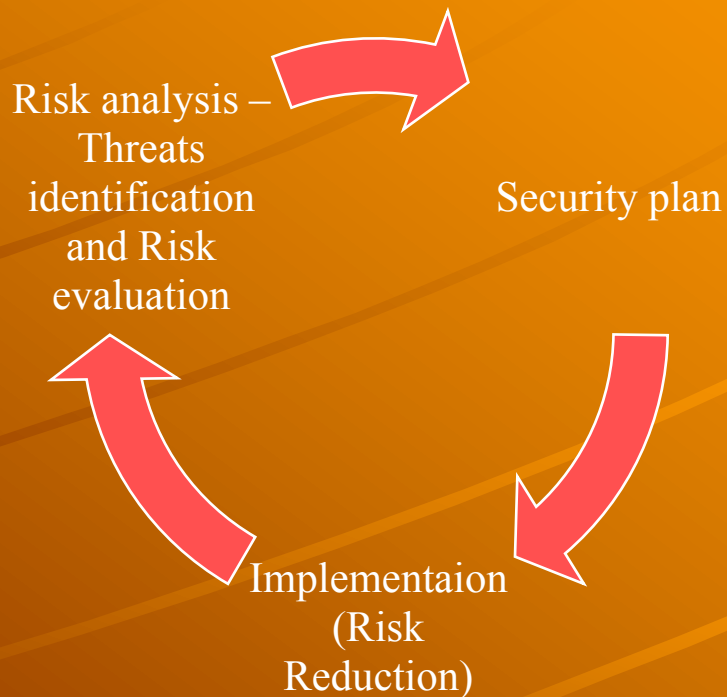 Risk analysis –
Threats
identification
and Risk
evaluation
Security plan
Implementaion
(Risk
Reduction)